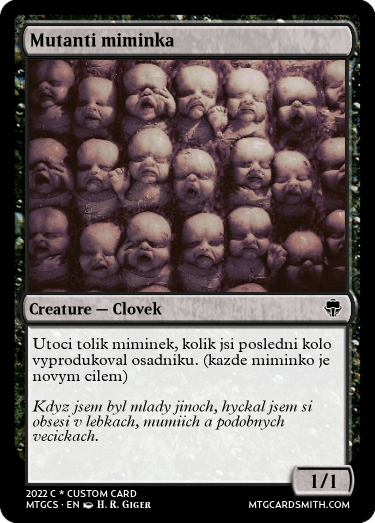 Mutanti miminka
Creature — Clovek
Utoci tolik miminek, kolik jsi posledni kolo
vyprodukoval osadniku. (kazde miminko je
novym cilem)
Kdyz jsem byl mlady jinoch, hyckal jsem si
obsesi v lebkach, mumiich a podobnych
vecickach.
1/1
2022 C * CUSTOM CARD
MTGCS · EN H. R. GIGER
MTGCARDSMITH.COM